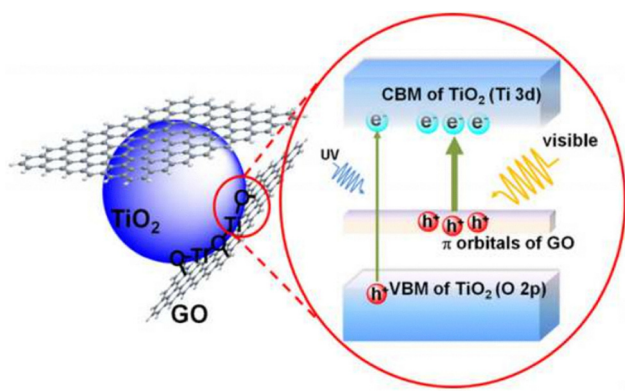 TiO₂
O
Ti
O
Ti
O
GO
CBM of TiO₂ (Ti 3d)
e⁻ e⁻ e⁻ e⁻
UV
visible
h⁺ h⁺ h⁺
π orbitals of GO
h⁺ VBM of TiO₂ (O 2p)